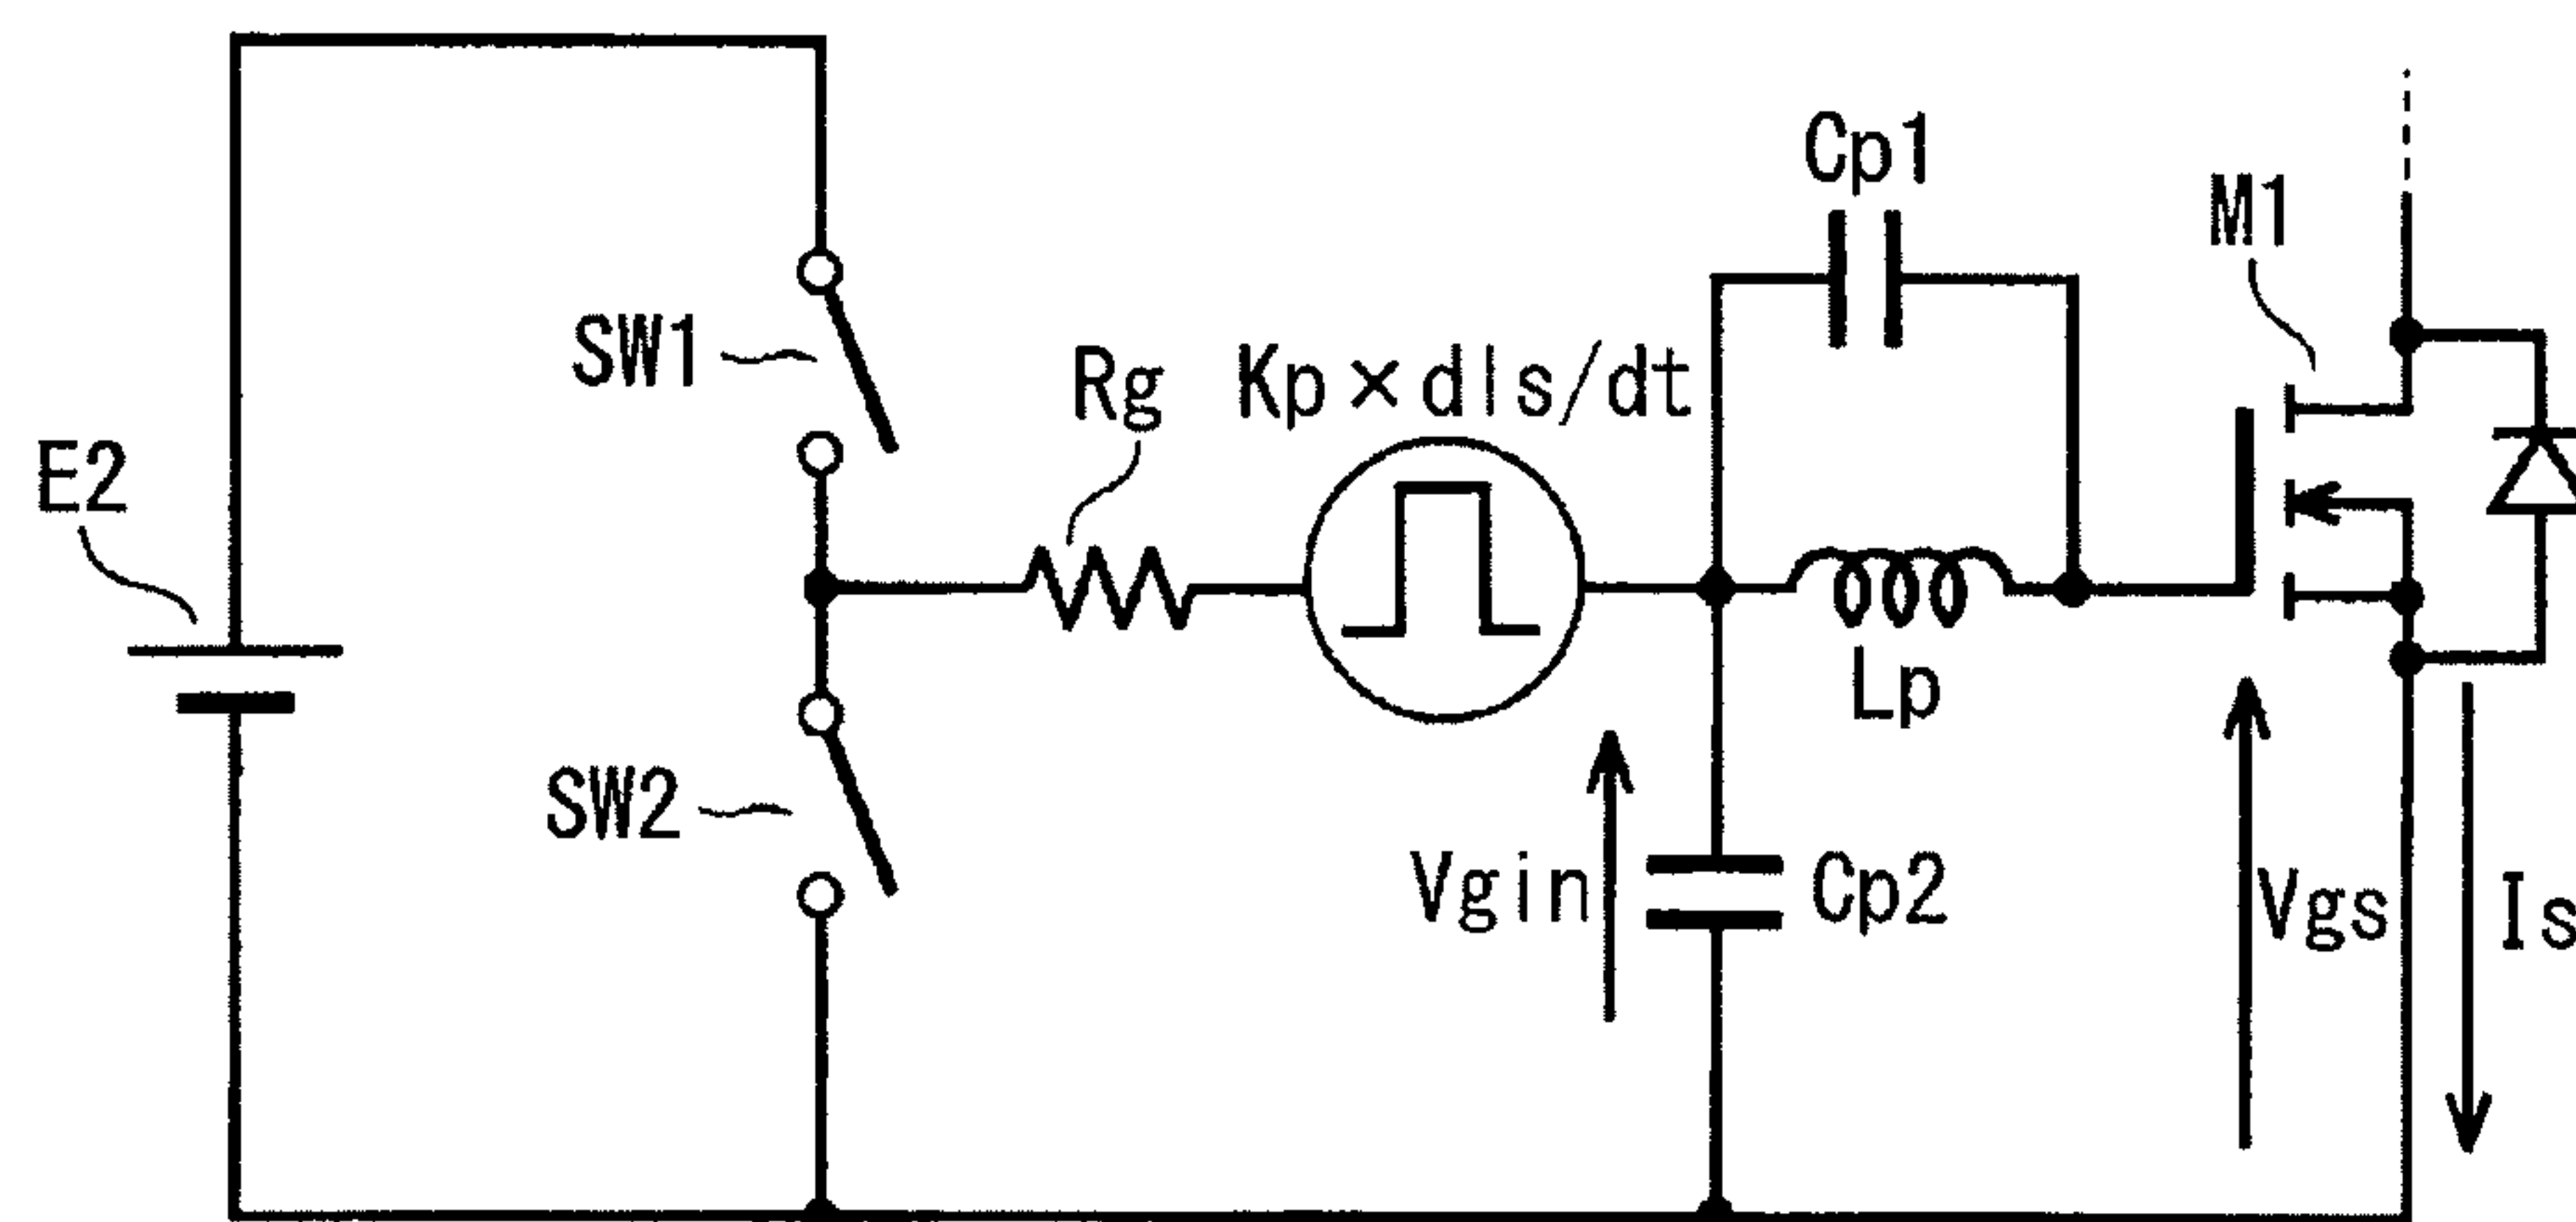 Cp1
M1
SW1
Rg
Kp×dIs/dt
E2
Lp
SW2
Vgin
Cp2
Vgs
Is